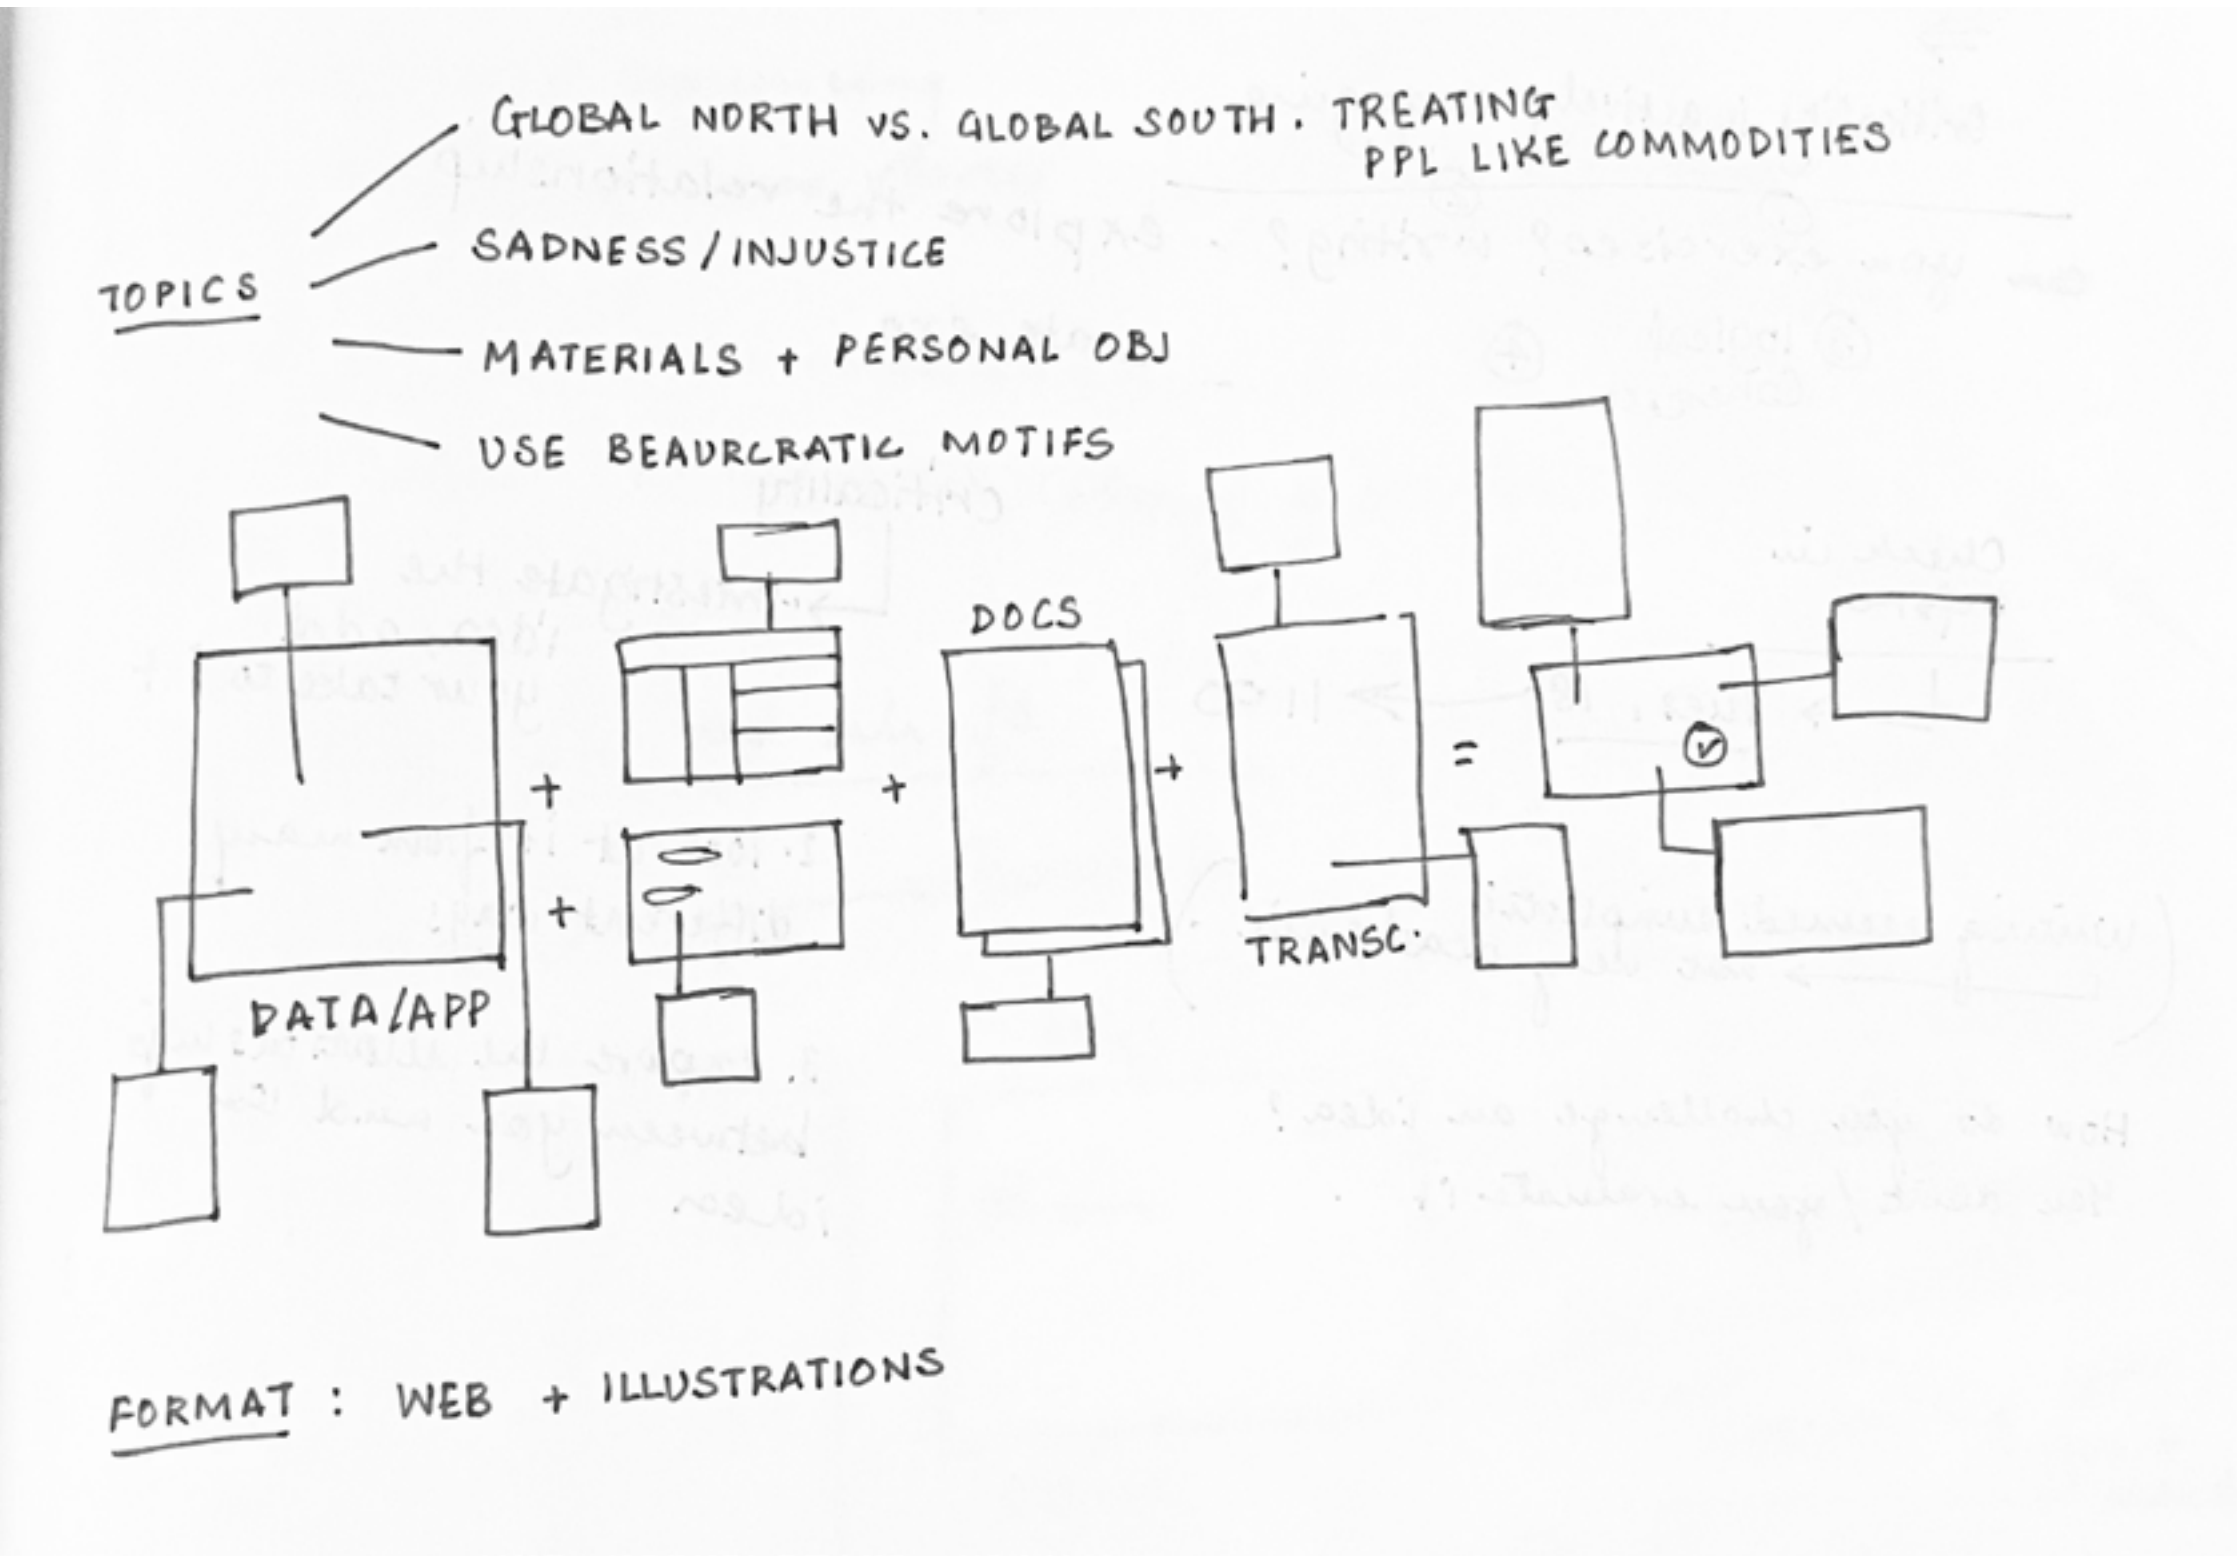 GLOBAL NORTH VS. GLOBAL SOUTH. TREATING
PPL LIKE COMMODITIES
SADNESS/INJUSTICE
TOPICS
MATERIALS + PERSONAL OBJ
USE BEAURCRATIC MOTIFS
DOCS
+ + + =
+
TRANSC.
DATA/APP
FORMAT : WEB + ILLUSTRATIONS